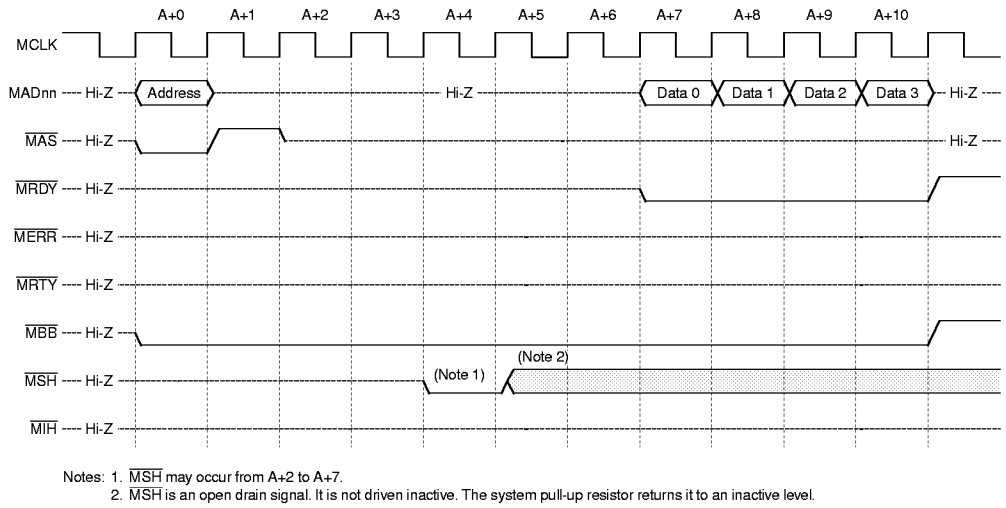 A+0 A+1 A+2 A+3 A+4 A+5 A+6 A+7 A+8 A+9 A+10
MCLK
MADnn Hi-Z Address Hi-Z Data 0 Data 1 Data 2 Data 3 Hi-Z
MAS Hi-Z Hi-Z
MRDY Hi-Z
MERR Hi-Z
MRTY Hi-Z
MBB Hi-Z
(Note 2)
MSH Hi-Z (Note 1)
MIH Hi-Z
Notes: 1. MSH may occur from A+2 to A+7.
2. MSH is an open drain signal. It is not driven inactive. The system pull-up resistor returns it to an inactive level.